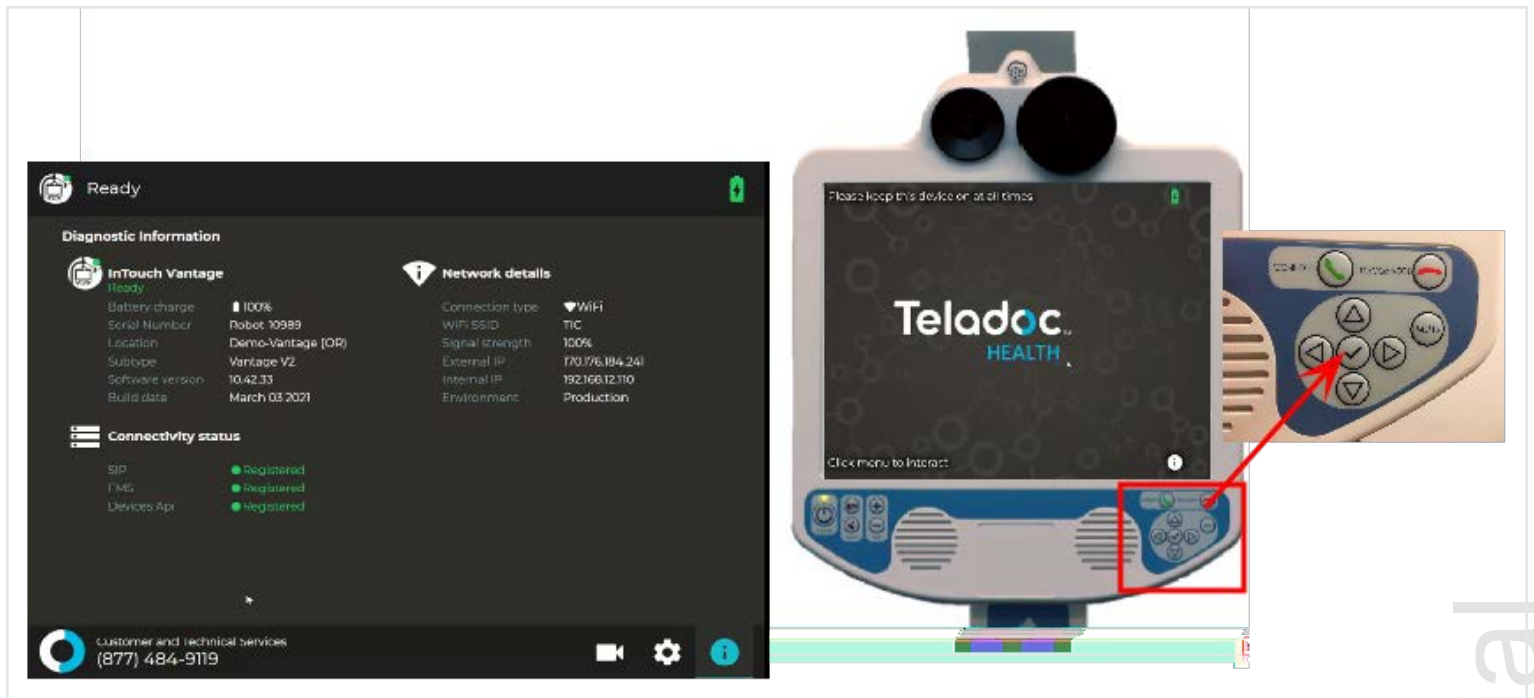 Ready
Diagnostic Information
InTouch Vantage
Ready
Battery charge 100%
Serial Number Robot 10989
Location Demo-Vantage [OR]
Subtype Vantage V2
Software version 10.42.33
Build date March 03 2021
Network details
Connection type WiFi
WiFi SSID TIC
Signal strength 100%
External IP 170.176.184.241
Internal IP 192.168.12.110
Environment Production
Connectivity status
SIP Registered
FMS Registered
Devices Api Registered
Customer and Technical Services
(877) 484-9119
Please keep this device on at all times
Teladoc
HEALTH
Click menu to interact
MENU